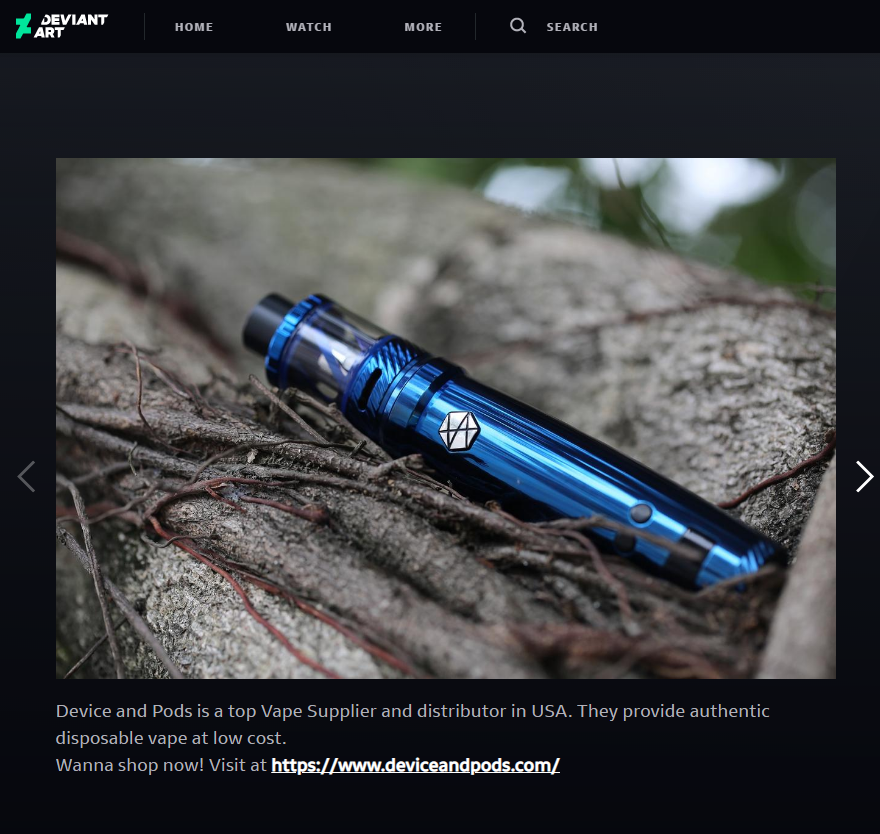 DEVIANT ART
HOME
WATCH
MORE
SEARCH
Device and Pods is a top Vape Supplier and distributor in USA. They provide authentic
disposable vape at low cost.
Wanna shop now! Visit at https://www.deviceandpods.com/